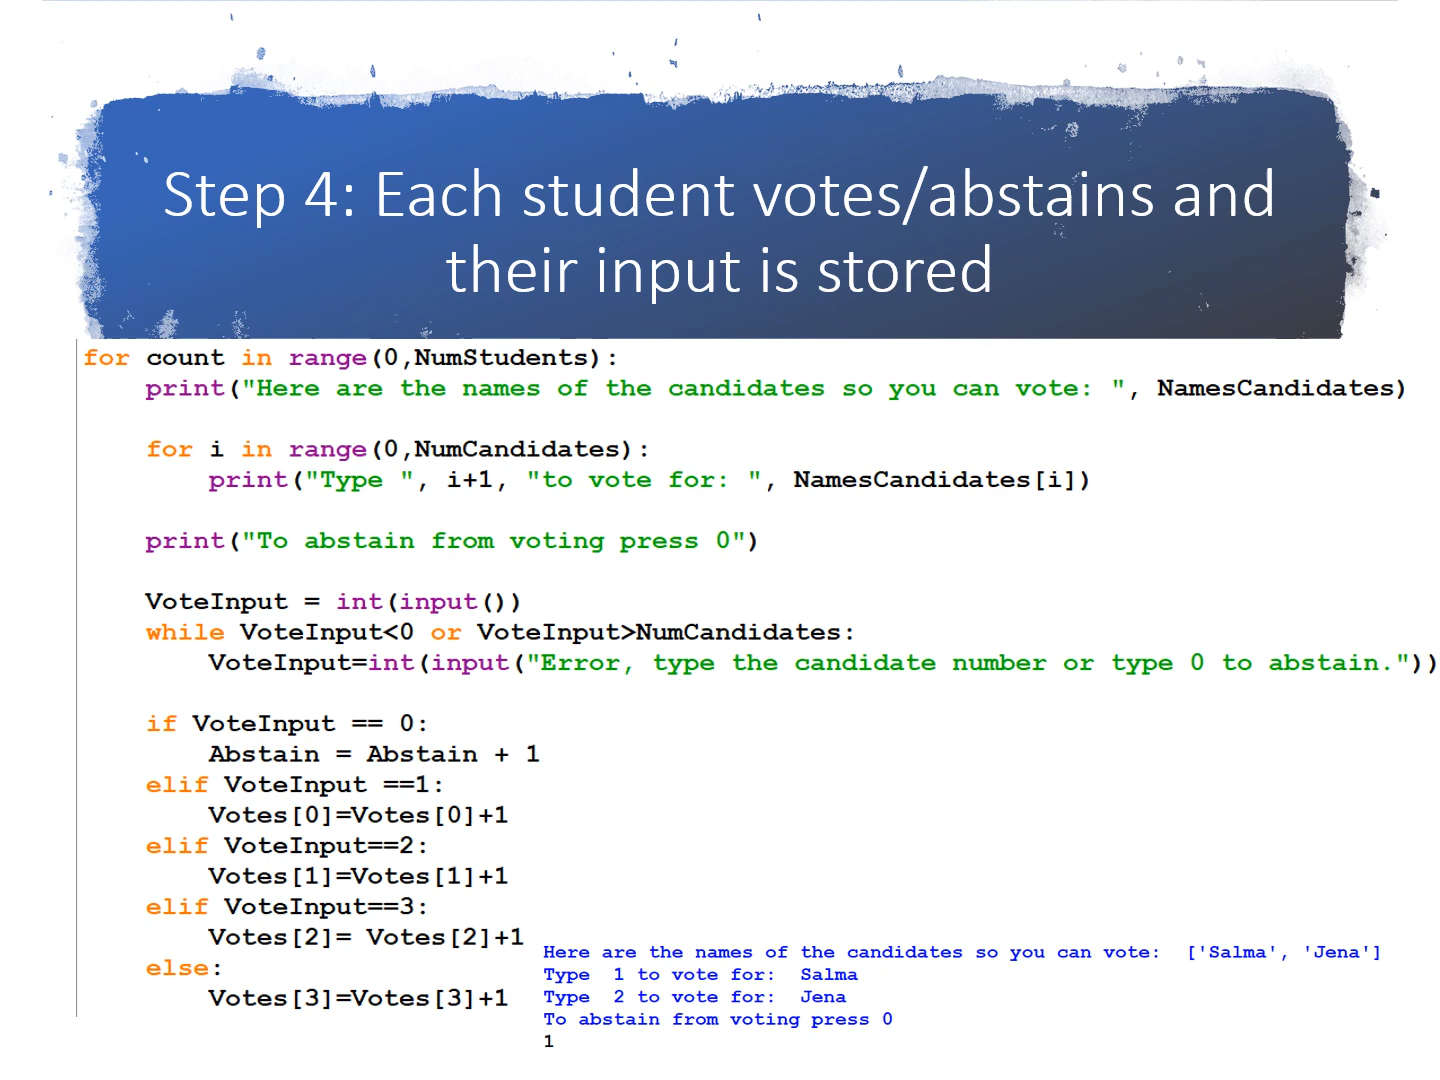 Step 4: Each student votes/abstains and
their input is stored
for count in range(0,NumStudents):
    print("Here are the names of the candidates so you can vote: ", NamesCandidates)
    for i in range(0,NumCandidates):
        print("Type ", i+1, "to vote for: ", NamesCandidates[i])
    print("To abstain from voting press 0")
    VoteInput = int(input())
    while VoteInput<0 or VoteInput>NumCandidates:
        VoteInput=int(input("Error, type the candidate number or type 0 to abstain."))
    if VoteInput == 0:
        Abstain = Abstain + 1
    elif VoteInput ==1:
        Votes[0]=Votes[0]+1
    elif VoteInput==2:
        Votes[1]=Votes[1]+1
    elif VoteInput==3:
        Votes[2]= Votes[2]+1
    else:
        Votes[3]=Votes[3]+1
Here are the names of the candidates so you can vote:  ['Salma', 'Jena']
Type  1 to vote for:  Salma
Type  2 to vote for:  Jena
To abstain from voting press 0
1